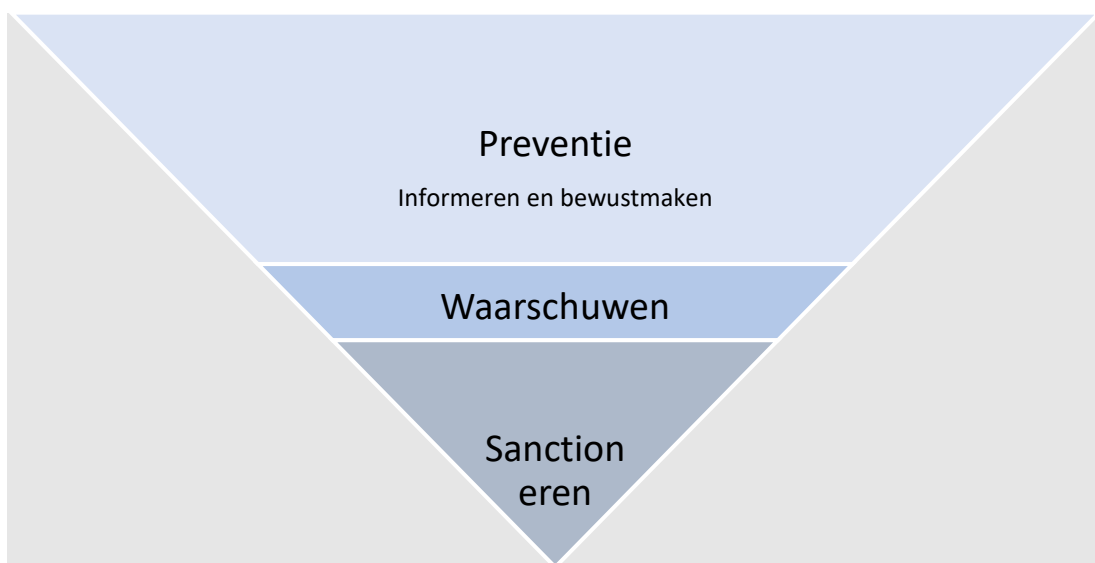 Preventie
Informeren en bewustmaken
Waarschuwen
Sanction
eren